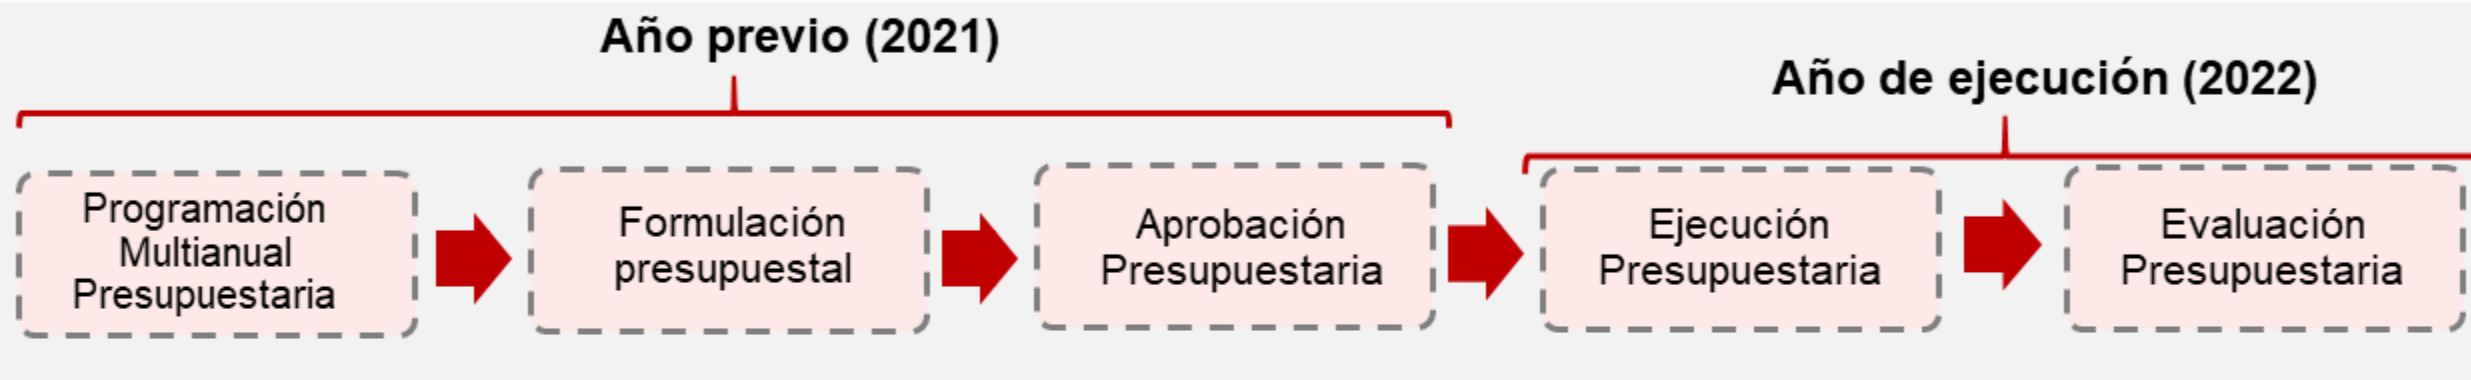 Año previo (2021)
Año de ejecución (2022)
Programación
Multianual
Presupuestaria
Formulación
presupuestal
Aprobación
Presupuestaria
Ejecución
Presupuestaria
Evaluación
Presupuestaria